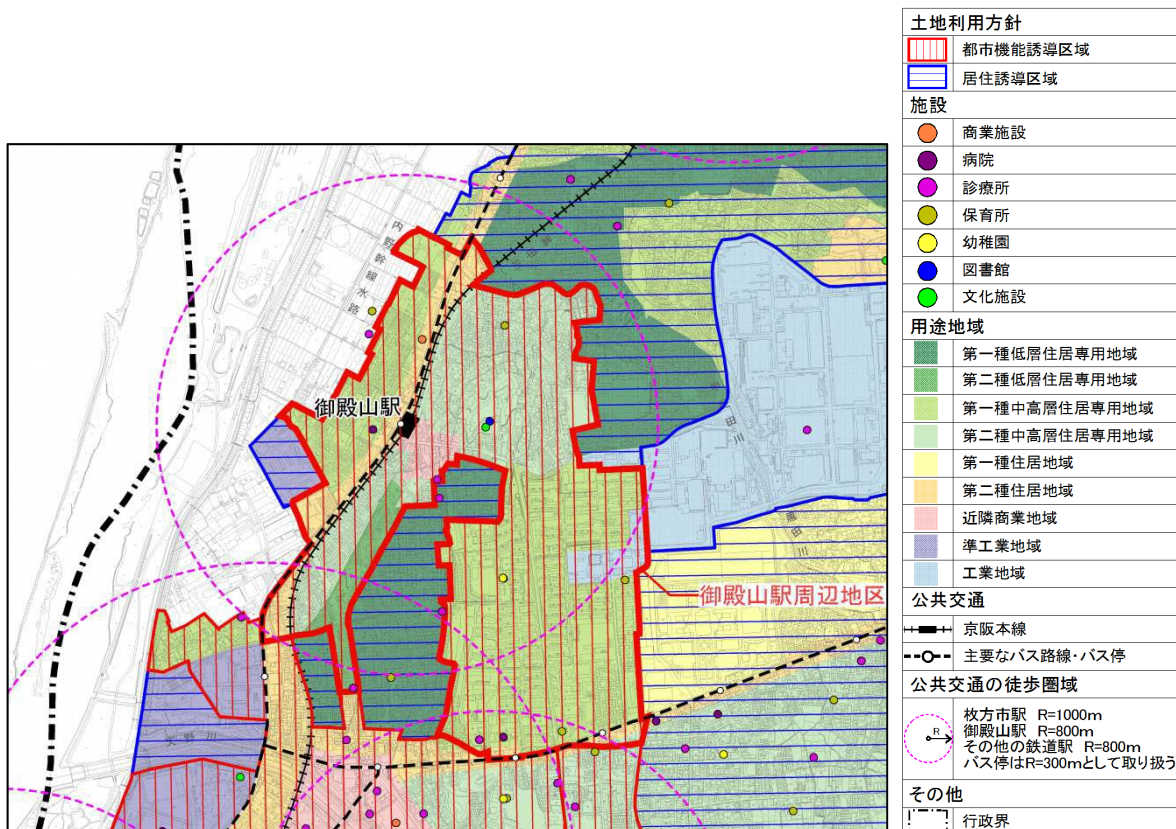 土地利用方針
都市機能誘導区域
居住誘導区域
施設
商業施設
病院
診療所
保育所
幼稚園
図書館
文化施設
用途地域
第一種低層住居専用地域
第二種低層住居専用地域
第一種中高層住居専用地域
第二種中高層住居専用地域
第一種住居地域
第二種住居地域
近隣商業地域
準工業地域
工業地域
公共交通
京阪本線
主要なバス路線・バス停
公共交通の徒歩圏域
R
枚方市駅 R=1000m
御殿山駅 R=800m
その他の鉄道駅 R=800m
バス停はR=300mとして取り扱う
その他
行政界
内野幹線水路
御殿山駅
田川
御殿山駅周辺地区
天野川